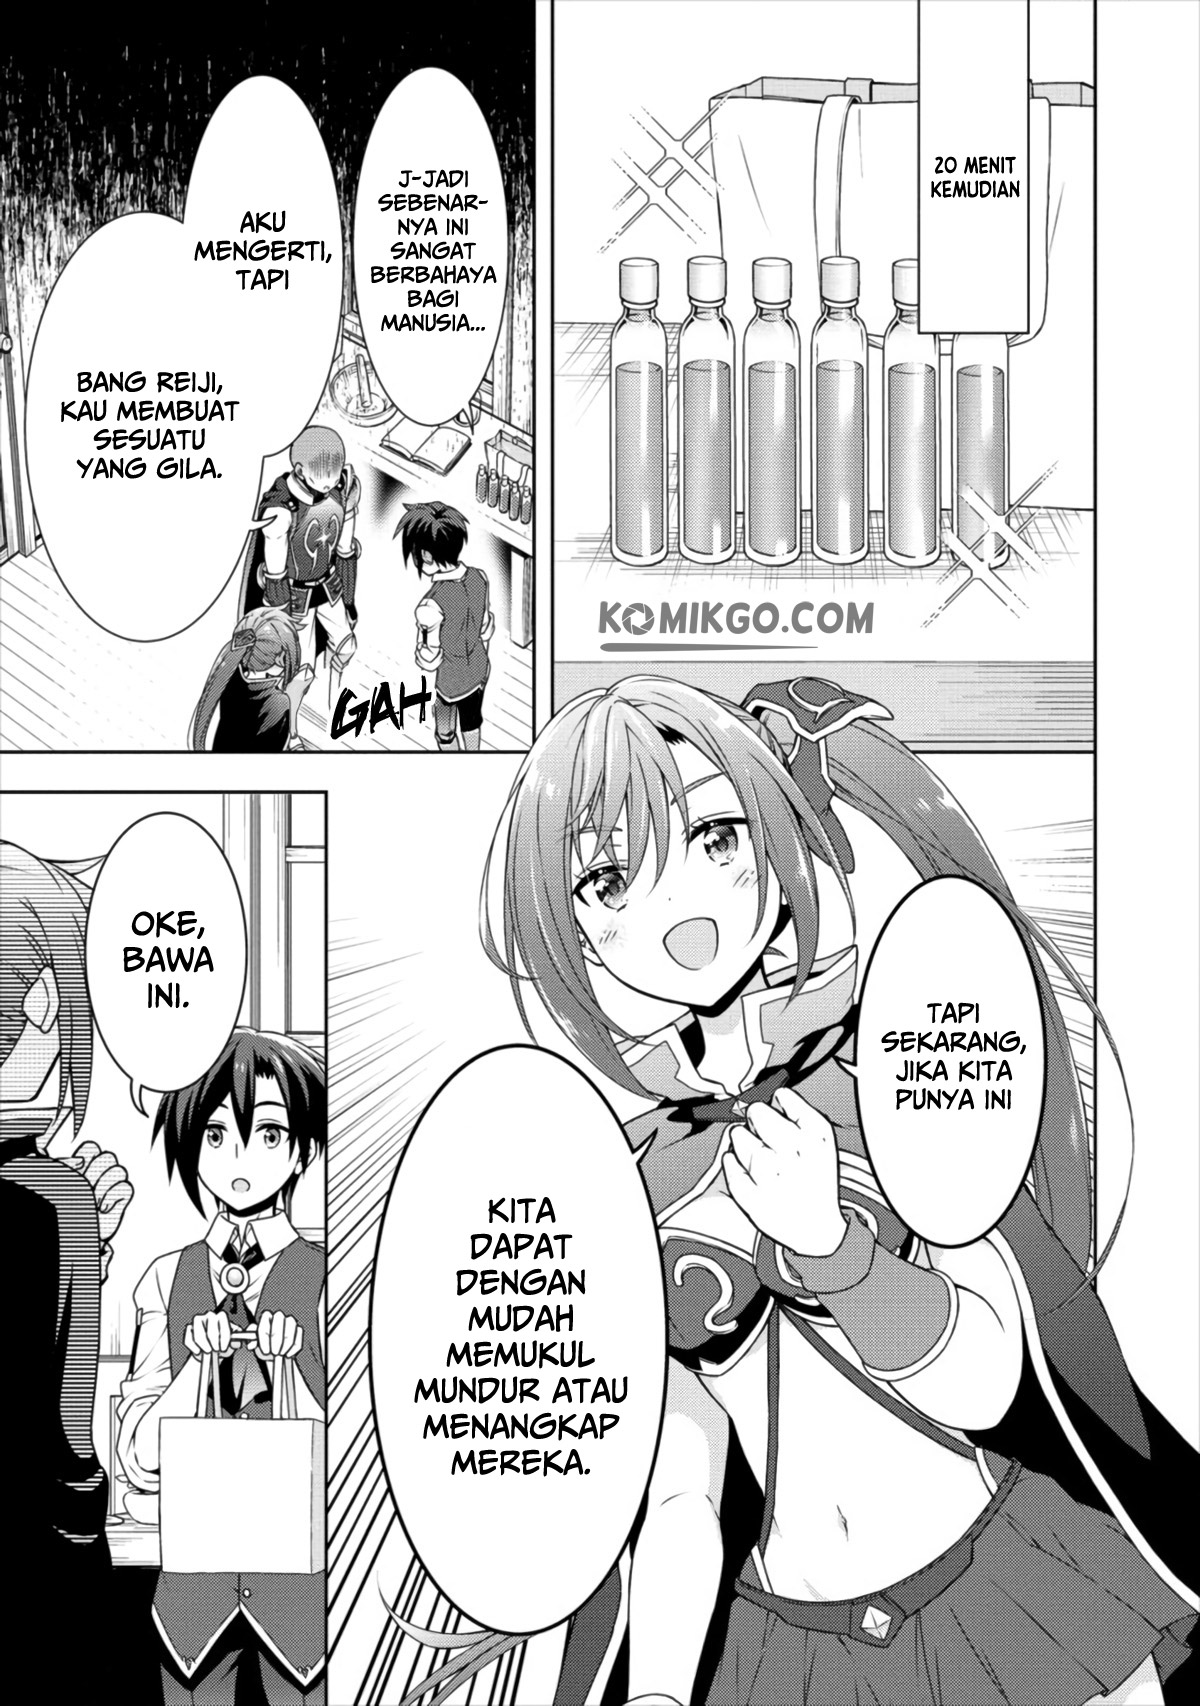 20 MENIT
KEMUDIAN
J-JADI
SEBENAR-
NYA INI
SANGAT
BERBAHAYA
BAGI
MANUSIA...
AKU
MENGERTI,
TAPI
BANG REIJI,
KAU MEMBUAT
SESUATU
YANG GILA.
GAH
KOMIKGO.COM
TAPI
SEKARANG,
JIKA KITA
PUNYA INI
KITA
DAPAT
DENGAN
MUDAH
MEMUKUL
MUNDUR ATAU
MENANGKAP
MEREKA.
OKE,
BAWA
INI.